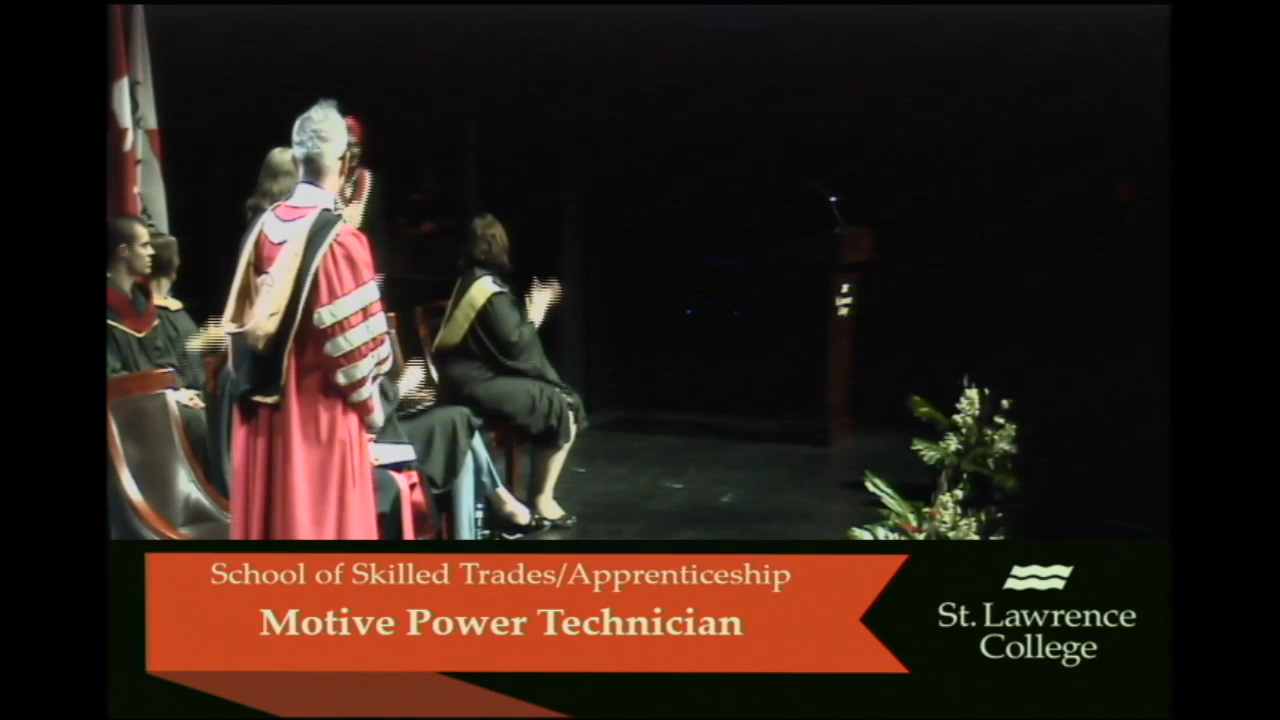 School of Skilled Trades/Apprenticeship
Motive Power Technician
St. Lawrence
College